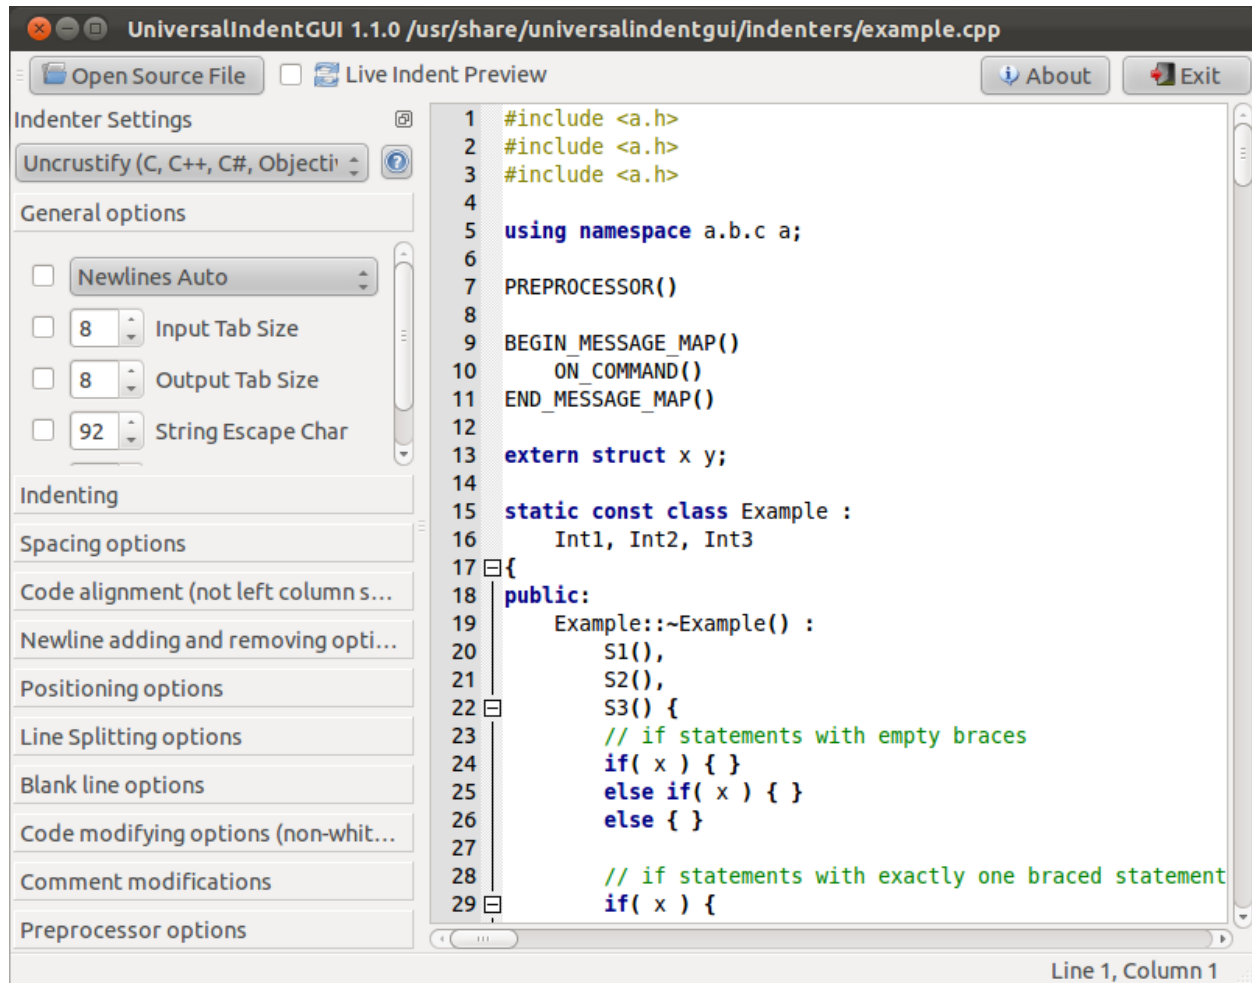 UniversalIndentGUI 1.1.0 /usr/share/universalindentgui/indenters/example.cpp
Open Source File Live Indent Preview About Exit
Indenter Settings
Uncrustify (C, C++, C#, Objectiv
General options
Newlines Auto
8 Input Tab Size
8 Output Tab Size
92 String Escape Char
Indenting
Spacing options
Code alignment (not left column s...
Newline adding and removing opti...
Positioning options
Line Splitting options
Blank line options
Code modifying options (non-whit...
Comment modifications
Preprocessor options
1 #include <a.h>
2 #include <a.h>
3 #include <a.h>
4
5 using namespace a.b.c a;
6
7 PREPROCESSOR()
8
9 BEGIN_MESSAGE_MAP()
10     ON_COMMAND()
11 END_MESSAGE_MAP()
12
13 extern struct x y;
14
15 static const class Example :
16     Int1, Int2, Int3
17 {
18 public:
19     Example::~Example() :
20         S1(),
21         S2(),
22         S3() {
23         // if statements with empty braces
24         if( x ) { }
25         else if( x ) { }
26         else { }
27
28         // if statements with exactly one braced statement
29         if( x ) {
Line 1, Column 1